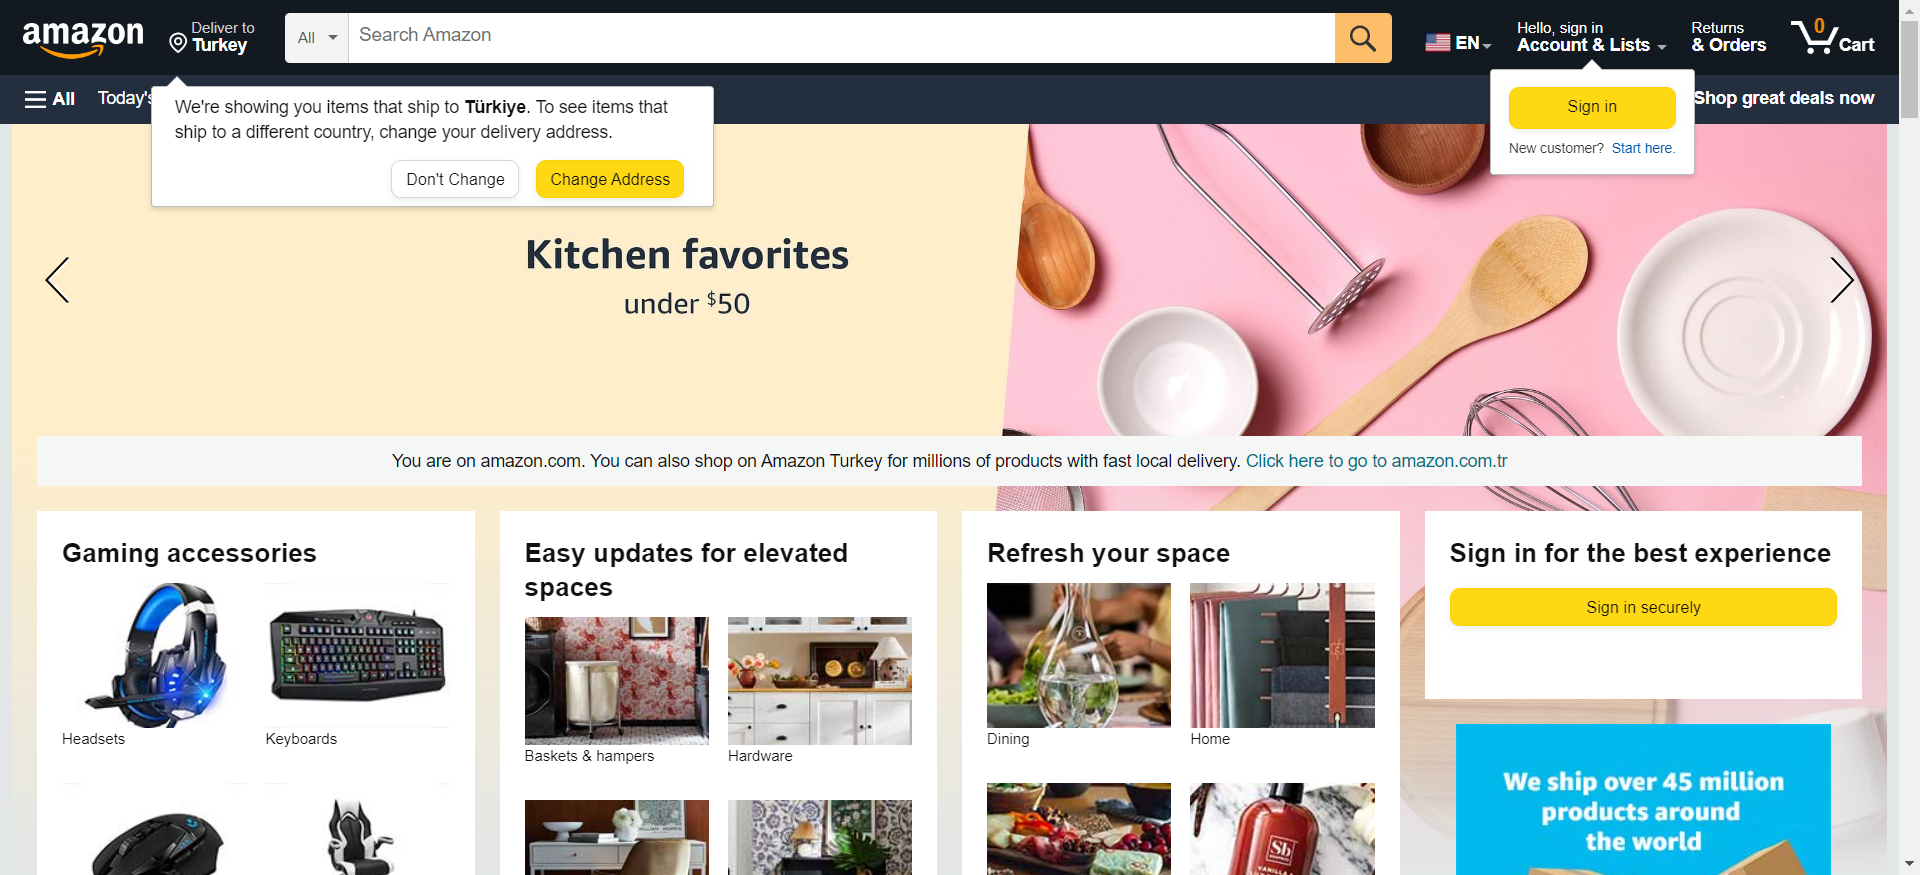 amazon
Deliver to
Turkey
All
Search Amazon
EN
Hello, sign in
Account & Lists
Returns
& Orders
0
Cart
All
Today's
Shop great deals now
We're showing you items that ship to Türkiye. To see items that
ship to a different country, change your delivery address.
Don't Change
Change Address
Sign in
New customer? Start here.
Kitchen favorites
under $50
You are on amazon.com. You can also shop on Amazon Turkey for millions of products with fast local delivery. Click here to go to amazon.com.tr
Gaming accessories
Headsets
Keyboards
Easy updates for elevated
spaces
Baskets & hampers
Hardware
Refresh your space
Dining
Home
Sb
Sign in for the best experience
Sign in securely
We ship over 45 million
products around
the world